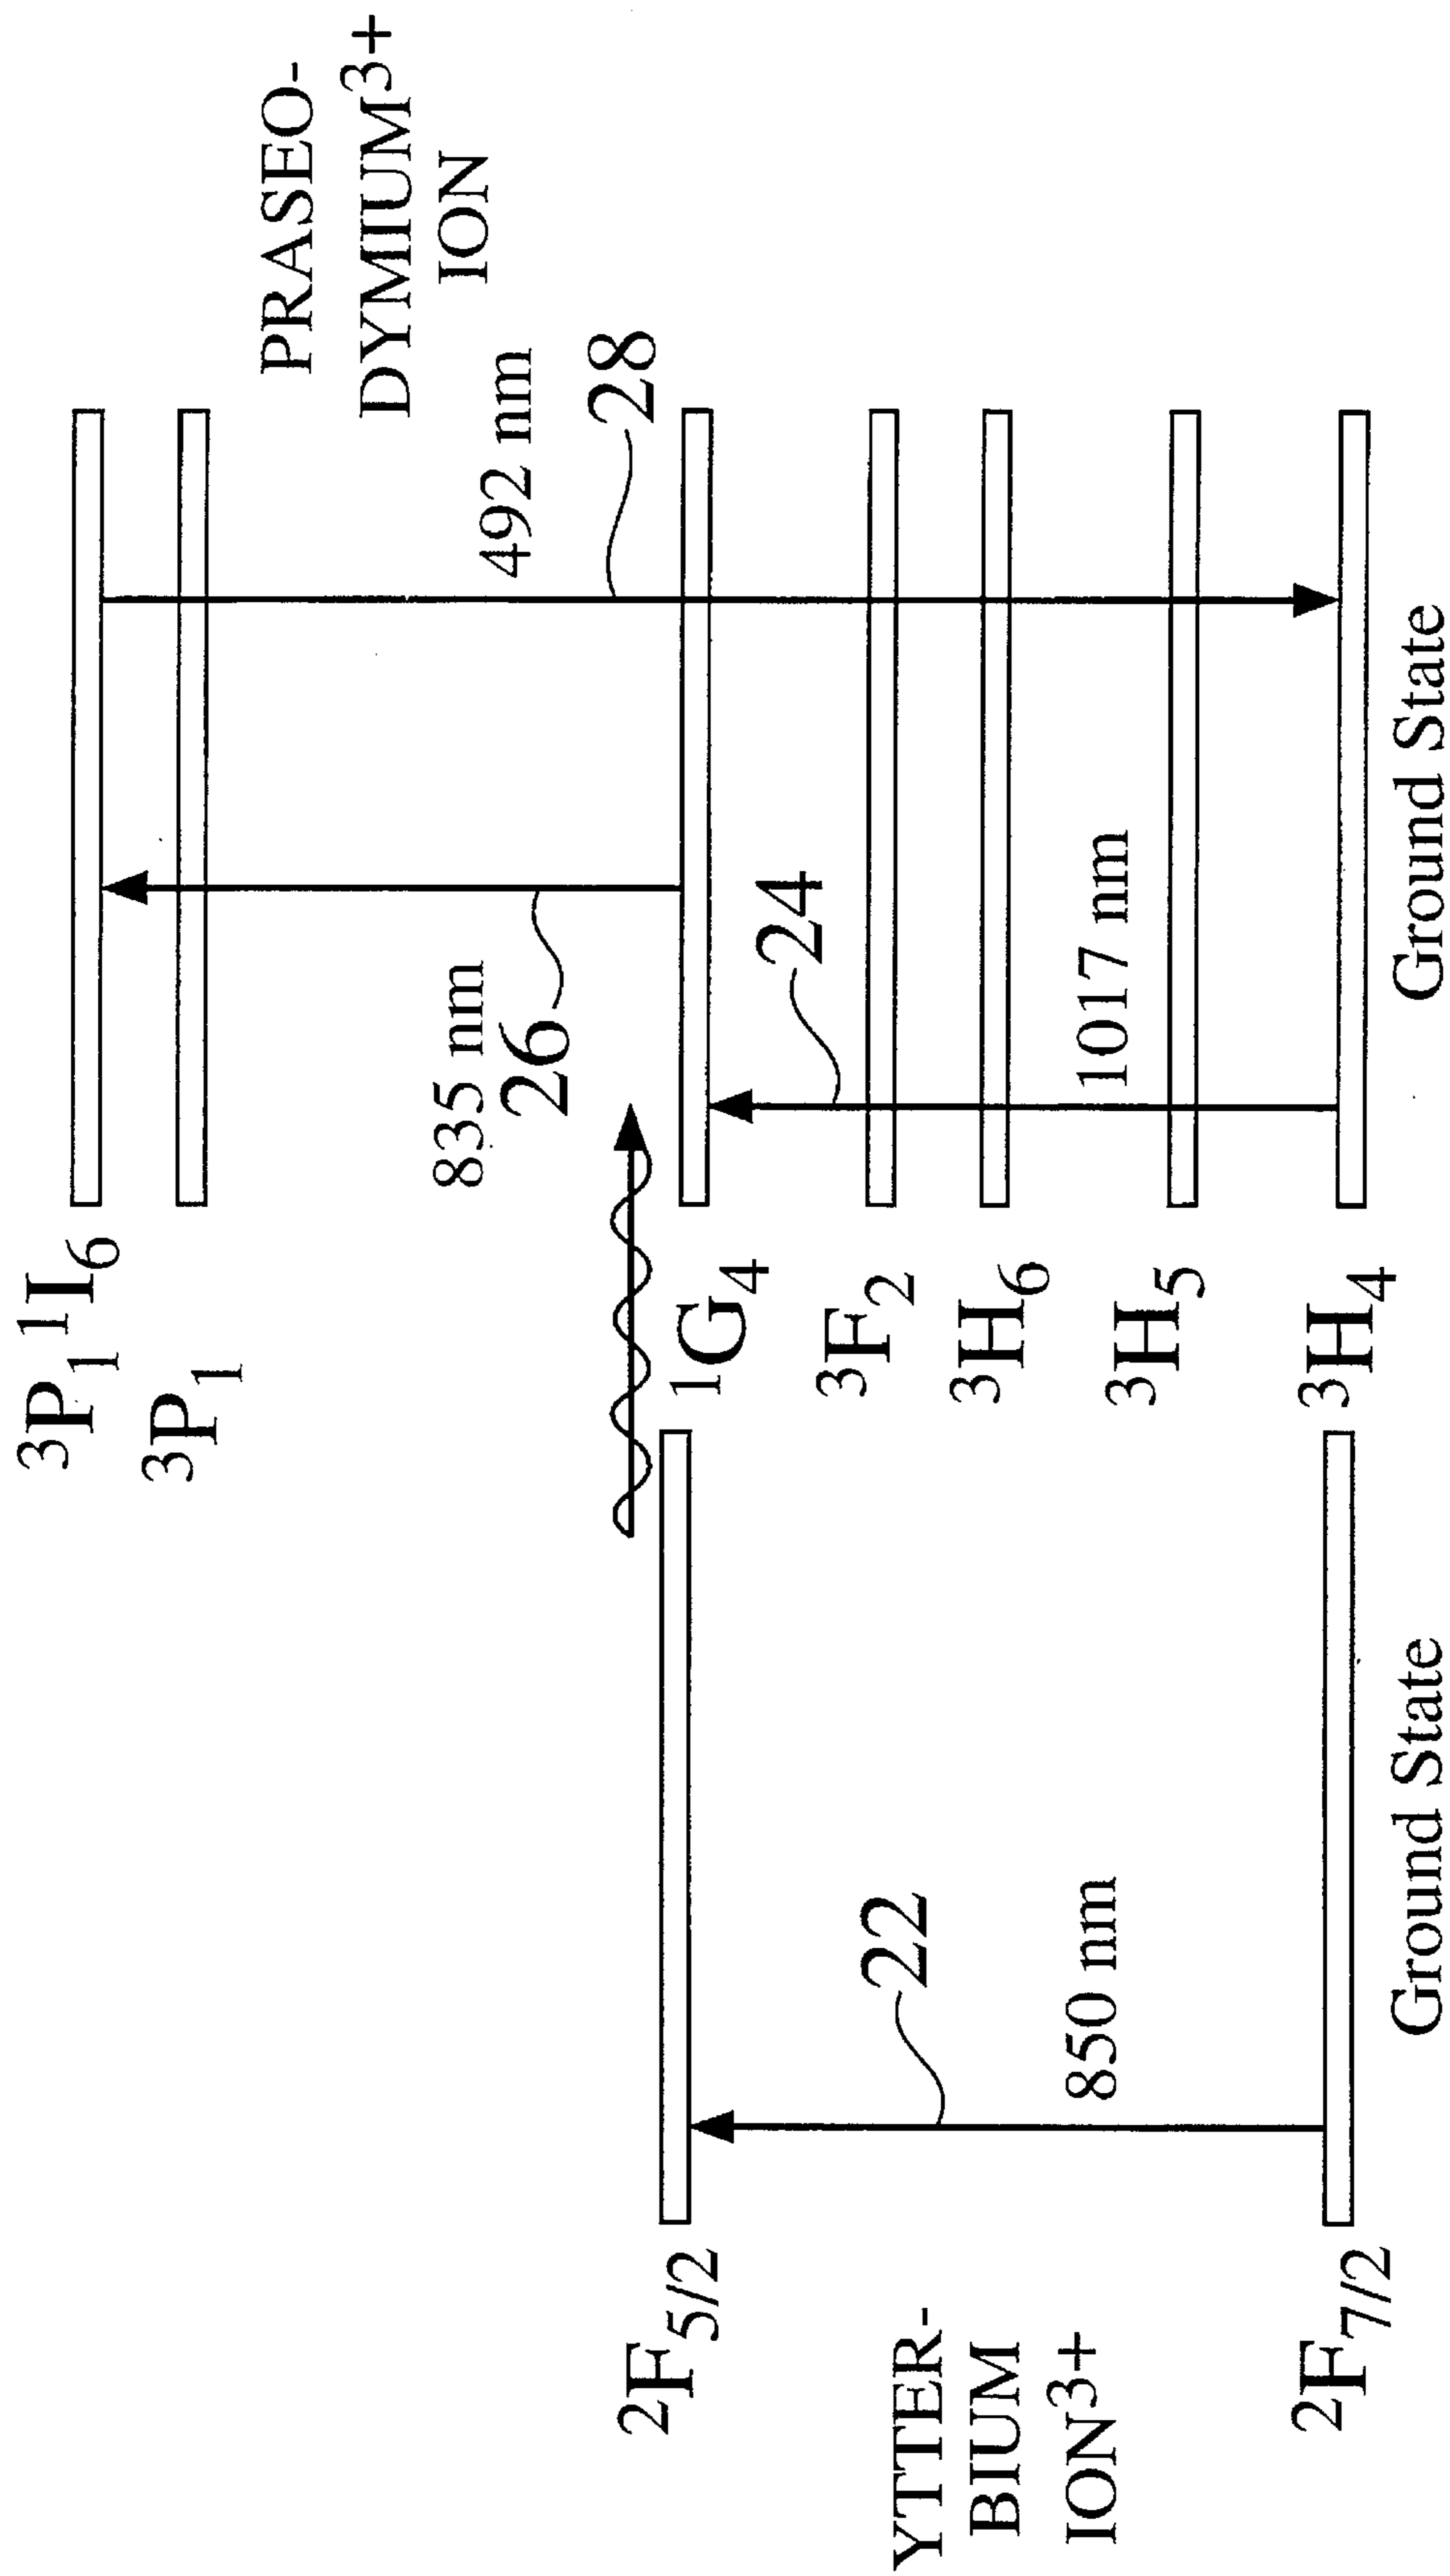 ³P₁ ¹I₆
³P₁
PRASEO-
DYMIUM³⁺
ION
835 nm
26
492 nm
28
²F₅/₂
¹G₄
³F₂
24
³H₆
1017 nm
³H₅
³H₄
Ground State
YTTER-
BIUM
ION³⁺
22
850 nm
²F₇/₂
Ground State